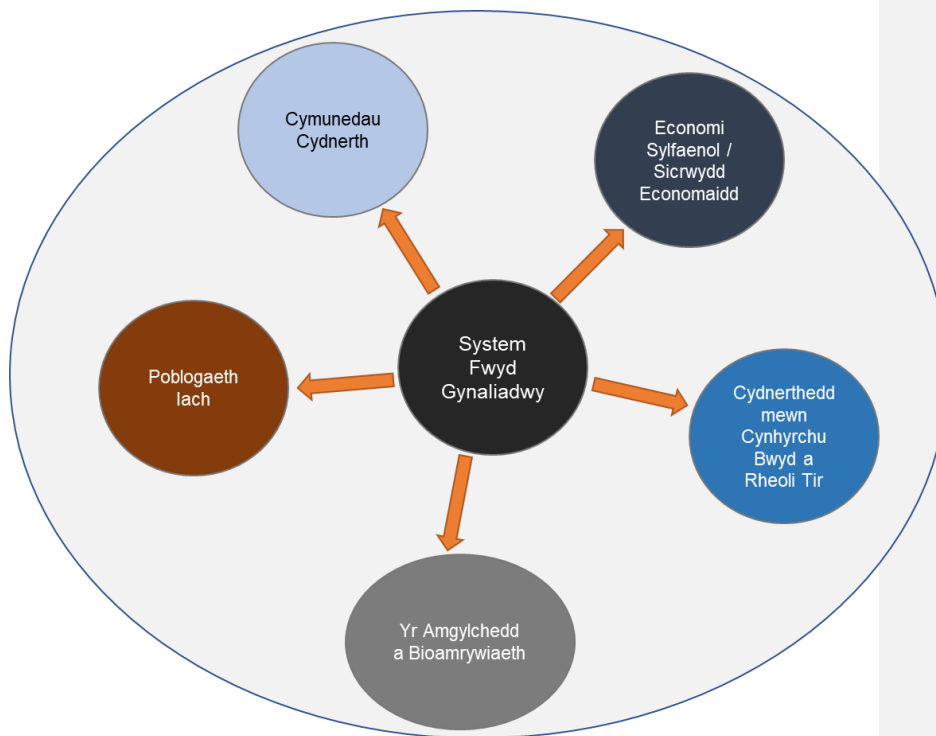 Cymunedau
Cydnerth
Economi
Sylfaenol /
Sicrwydd
Economaidd
System
Fwyd
Gynaliadwy
Poblogaeth
Iach
Cydnerthedd
mewn
Cynhyrchu
Bwyd a
Rheoli Tir
Yr Amgylchedd
a Bioamrywiaeth